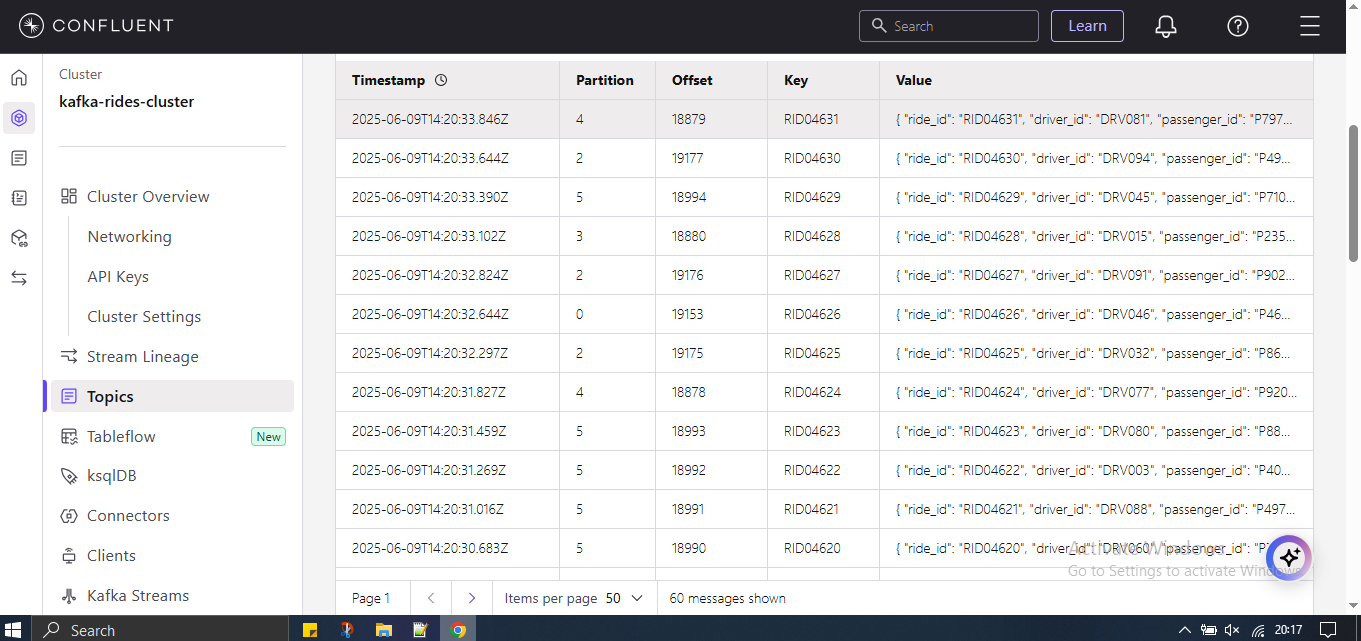 CONFLUENT
Search
Learn
Cluster
kafka-rides-cluster
Cluster Overview
Networking
API Keys
Cluster Settings
Stream Lineage
Topics
Tableflow New
ksqlDB
Connectors
Clients
Kafka Streams
Timestamp Partition Offset Key Value
2025-06-09T14:20:33.846Z 4 18879 RID04631 { "ride_id": "RID04631", "driver_id": "DRV081", "passenger_id": "P797...
2025-06-09T14:20:33.644Z 2 19177 RID04630 { "ride_id": "RID04630", "driver_id": "DRV094", "passenger_id": "P49...
2025-06-09T14:20:33.390Z 5 18994 RID04629 { "ride_id": "RID04629", "driver_id": "DRV045", "passenger_id": "P710...
2025-06-09T14:20:33.102Z 3 18880 RID04628 { "ride_id": "RID04628", "driver_id": "DRV015", "passenger_id": "P235...
2025-06-09T14:20:32.824Z 2 19176 RID04627 { "ride_id": "RID04627", "driver_id": "DRV091", "passenger_id": "P902...
2025-06-09T14:20:32.644Z 0 19153 RID04626 { "ride_id": "RID04626", "driver_id": "DRV046", "passenger_id": "P46...
2025-06-09T14:20:32.297Z 2 19175 RID04625 { "ride_id": "RID04625", "driver_id": "DRV032", "passenger_id": "P86...
2025-06-09T14:20:31.827Z 4 18878 RID04624 { "ride_id": "RID04624", "driver_id": "DRV077", "passenger_id": "P920...
2025-06-09T14:20:31.459Z 5 18993 RID04623 { "ride_id": "RID04623", "driver_id": "DRV080", "passenger_id": "P88...
2025-06-09T14:20:31.269Z 5 18992 RID04622 { "ride_id": "RID04622", "driver_id": "DRV003", "passenger_id": "P40...
2025-06-09T14:20:31.016Z 5 18991 RID04621 { "ride_id": "RID04621", "driver_id": "DRV088", "passenger_id": "P497...
2025-06-09T14:20:30.683Z 5 18990 RID04620 { "ride_id": "RID04620", "driver_id": "DRV060", "passenger_id":
Activate Windows
Go to Settings to activate Windows.
Page 1 Items per page 50 60 messages shown
Search
20:17